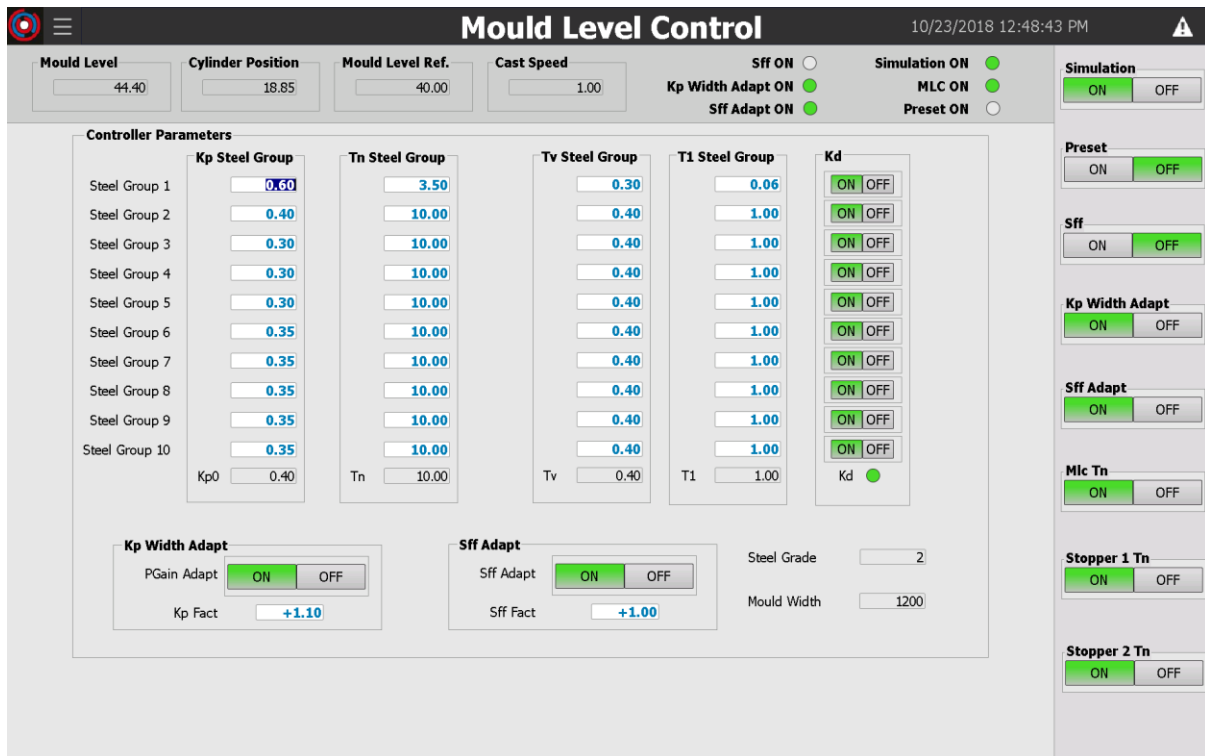 Mould Level Control
10/23/2018 12:48:43 PM
Mould Level Cylinder Position Mould Level Ref. Cast Speed
44.40 18.85 40.00 1.00
Sff ON Simulation ON
Kp Width Adapt ON MLC ON
Sff Adapt ON Preset ON
Controller Parameters
Kp Steel Group Tn Steel Group Tv Steel Group T1 Steel Group Kd
Steel Group 1 0.60 3.50 0.30 0.06 ON OFF
Steel Group 2 0.40 10.00 0.40 1.00 ON OFF
Steel Group 3 0.30 10.00 0.40 1.00 ON OFF
Steel Group 4 0.30 10.00 0.40 1.00 ON OFF
Steel Group 5 0.30 10.00 0.40 1.00 ON OFF
Steel Group 6 0.35 10.00 0.40 1.00 ON OFF
Steel Group 7 0.35 10.00 0.40 1.00 ON OFF
Steel Group 8 0.35 10.00 0.40 1.00 ON OFF
Steel Group 9 0.35 10.00 0.40 1.00 ON OFF
Steel Group 10 0.35 10.00 0.40 1.00 ON OFF
Kp0 0.40 Tn 10.00 Tv 0.40 T1 1.00 Kd
Kp Width Adapt
PGain Adapt ON OFF
Kp Fact +1.10
Sff Adapt
Sff Adapt ON OFF
Sff Fact +1.00
Steel Grade 2
Mould Width 1200
Simulation
ON OFF
Preset
ON OFF
Sff
ON OFF
Kp Width Adapt
ON OFF
Sff Adapt
ON OFF
Mlc Tn
ON OFF
Stopper 1 Tn
ON OFF
Stopper 2 Tn
ON OFF